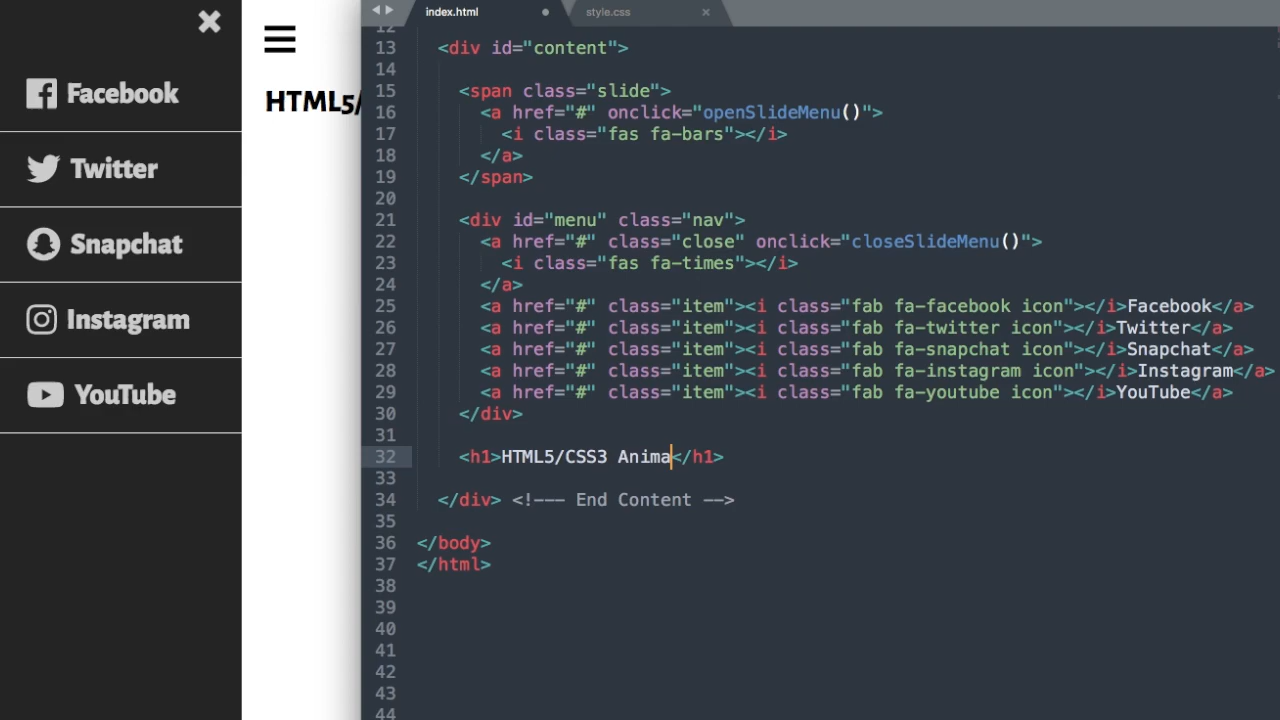 Facebook
Twitter
Snapchat
Instagram
YouTube
HTML5/
index.html
style.css
12
13 <div id="content">
14
15 <span class="slide">
16 <a href="#" onclick="openSlideMenu()">
17 <i class="fas fa-bars"></i>
18 </a>
19 </span>
20
21 <div id="menu" class="nav">
22 <a href="#" class="close" onclick="closeSlideMenu()">
23 <i class="fas fa-times"></i>
24 </a>
25 <a href="#" class="item"><i class="fab fa-facebook icon"></i>Facebook</a>
26 <a href="#" class="item"><i class="fab fa-twitter icon"></i>Twitter</a>
27 <a href="#" class="item"><i class="fab fa-snapchat icon"></i>Snapchat</a>
28 <a href="#" class="item"><i class="fab fa-instagram icon"></i>Instagram</a>
29 <a href="#" class="item"><i class="fab fa-youtube icon"></i>YouTube</a>
30 </div>
31
32 <h1>HTML5/CSS3 Anima</h1>
33
34 </div> <!--- End Content -->
35
36 </body>
37 </html>
38
39
40
41
42
43
44